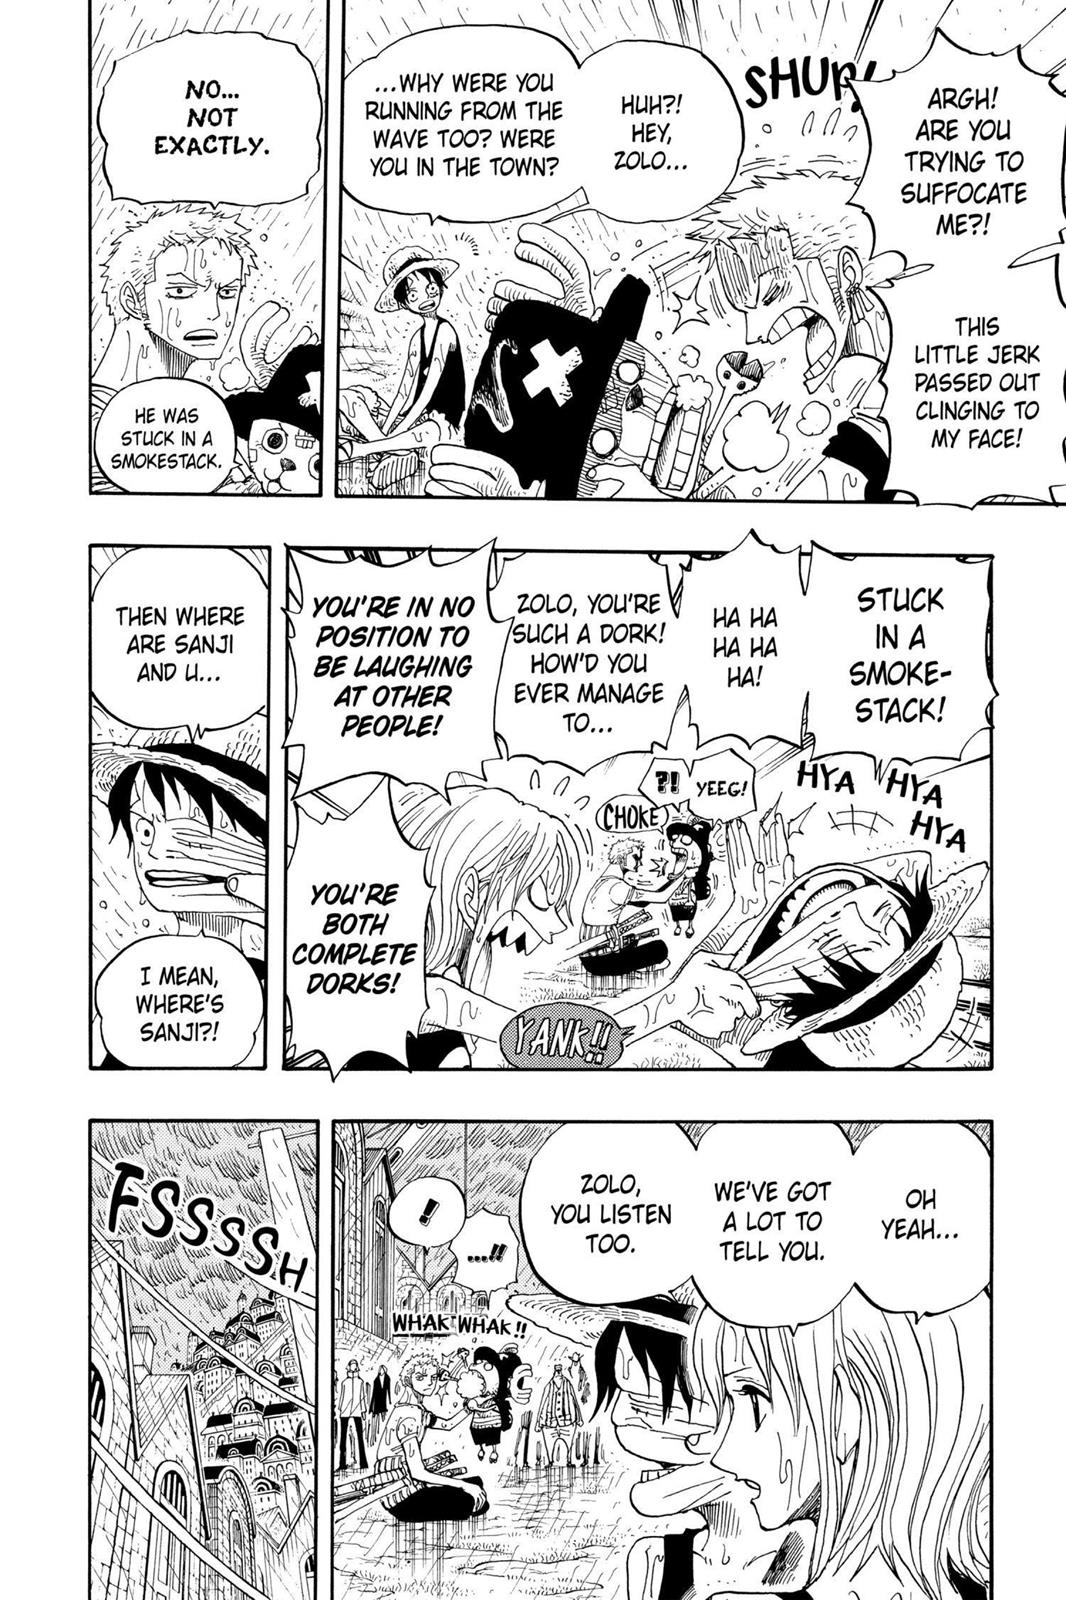 SHUP!
ARGH!
ARE YOU
TRYING TO
SUFFOCATE
ME?!
THIS
LITTLE JERK
PASSED OUT
CLINGING TO
MY FACE!
HUH?!
HEY,
ZOLO...
...WHY WERE YOU
RUNNING FROM THE
WAVE TOO? WERE
YOU IN THE TOWN?
NO...
NOT
EXACTLY.
HE WAS
STUCK IN A
SMOKESTACK.
STUCK
IN A
SMOKE-
STACK!
HA HA
HA HA
HA!
ZOLO, YOU'RE
SUCH A DORK!
HOW'D YOU
EVER MANAGE
TO...
HYA
HYA
HYA
YEEG!
?!
CHOKE
YOU'RE IN NO
POSITION TO
BE LAUGHING
AT OTHER
PEOPLE!
YOU'RE
BOTH
COMPLETE
DORKS!
YANK!!
THEN WHERE
ARE SANJI
AND U...
I MEAN,
WHERE'S
SANJI?!
OH
YEAH...
WE'VE GOT
A LOT TO
TELL YOU.
ZOLO,
YOU LISTEN
TOO.
...!!
!
WHAK WHAK!!
FSSSSSH